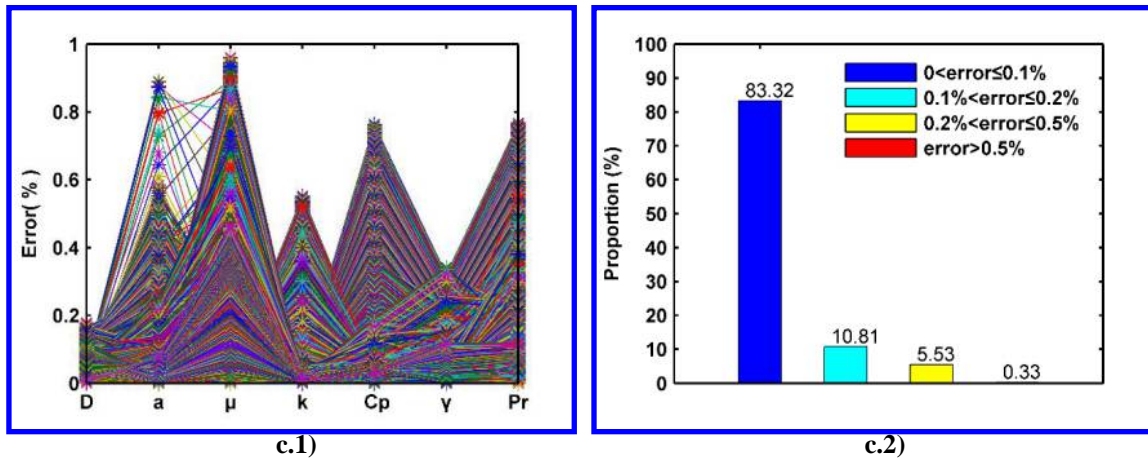 1
0.8
0.6
0.4
0.2
0
Error( % )
D a μ k Cp γ Pr
c.1)
100
90
80
70
60
50
40
30
20
10
0
Proportion (%)
83.32
10.81
5.53
0.33
0<error≤0.1%
0.1%<error≤0.2%
0.2%<error≤0.5%
error>0.5%
c.2)